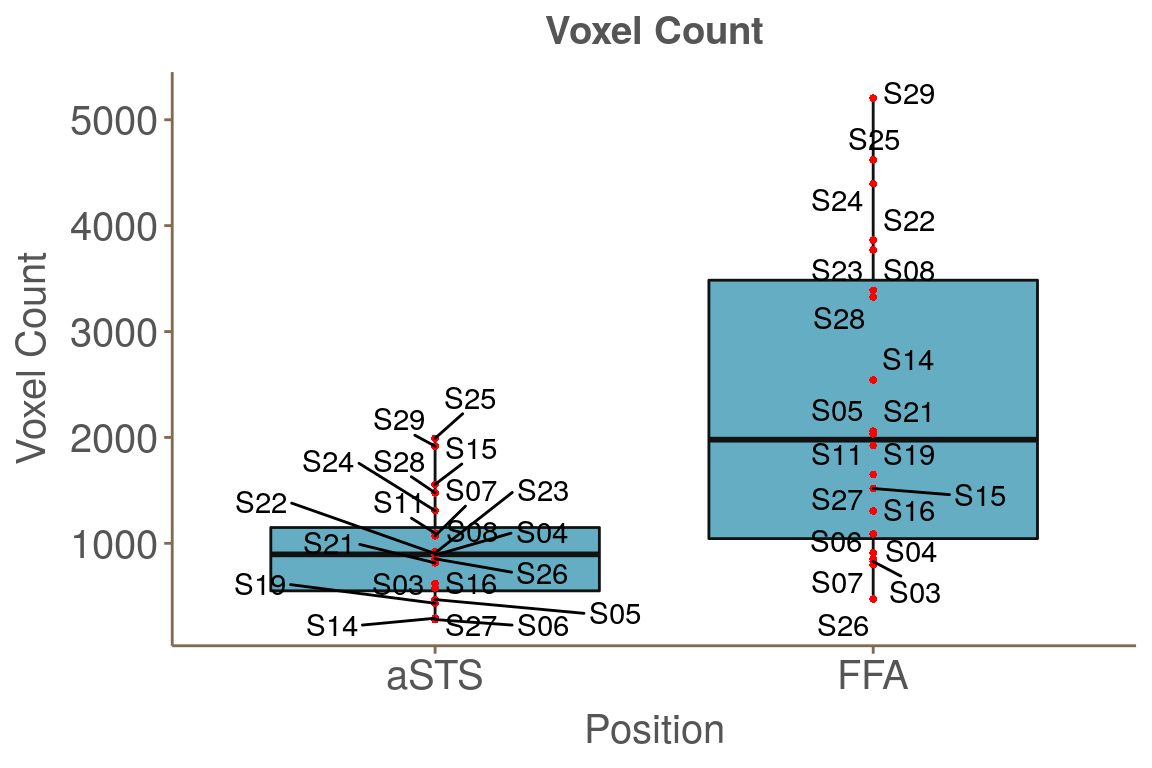 Voxel Count
Voxel Count
5000
4000
3000
2000
1000
S29
S25
S24
S22
S23 S08
S28
S14
S05 S21
S11 S19
S27 S15
S16
S06 S04
S07 S03
S26
S25
S29
S15
S24 S28
S07 S23
S22 S11
S08 S04
S21
S26
S19 S03 S16
S05
S14 S27 S06
aSTS FFA
Position